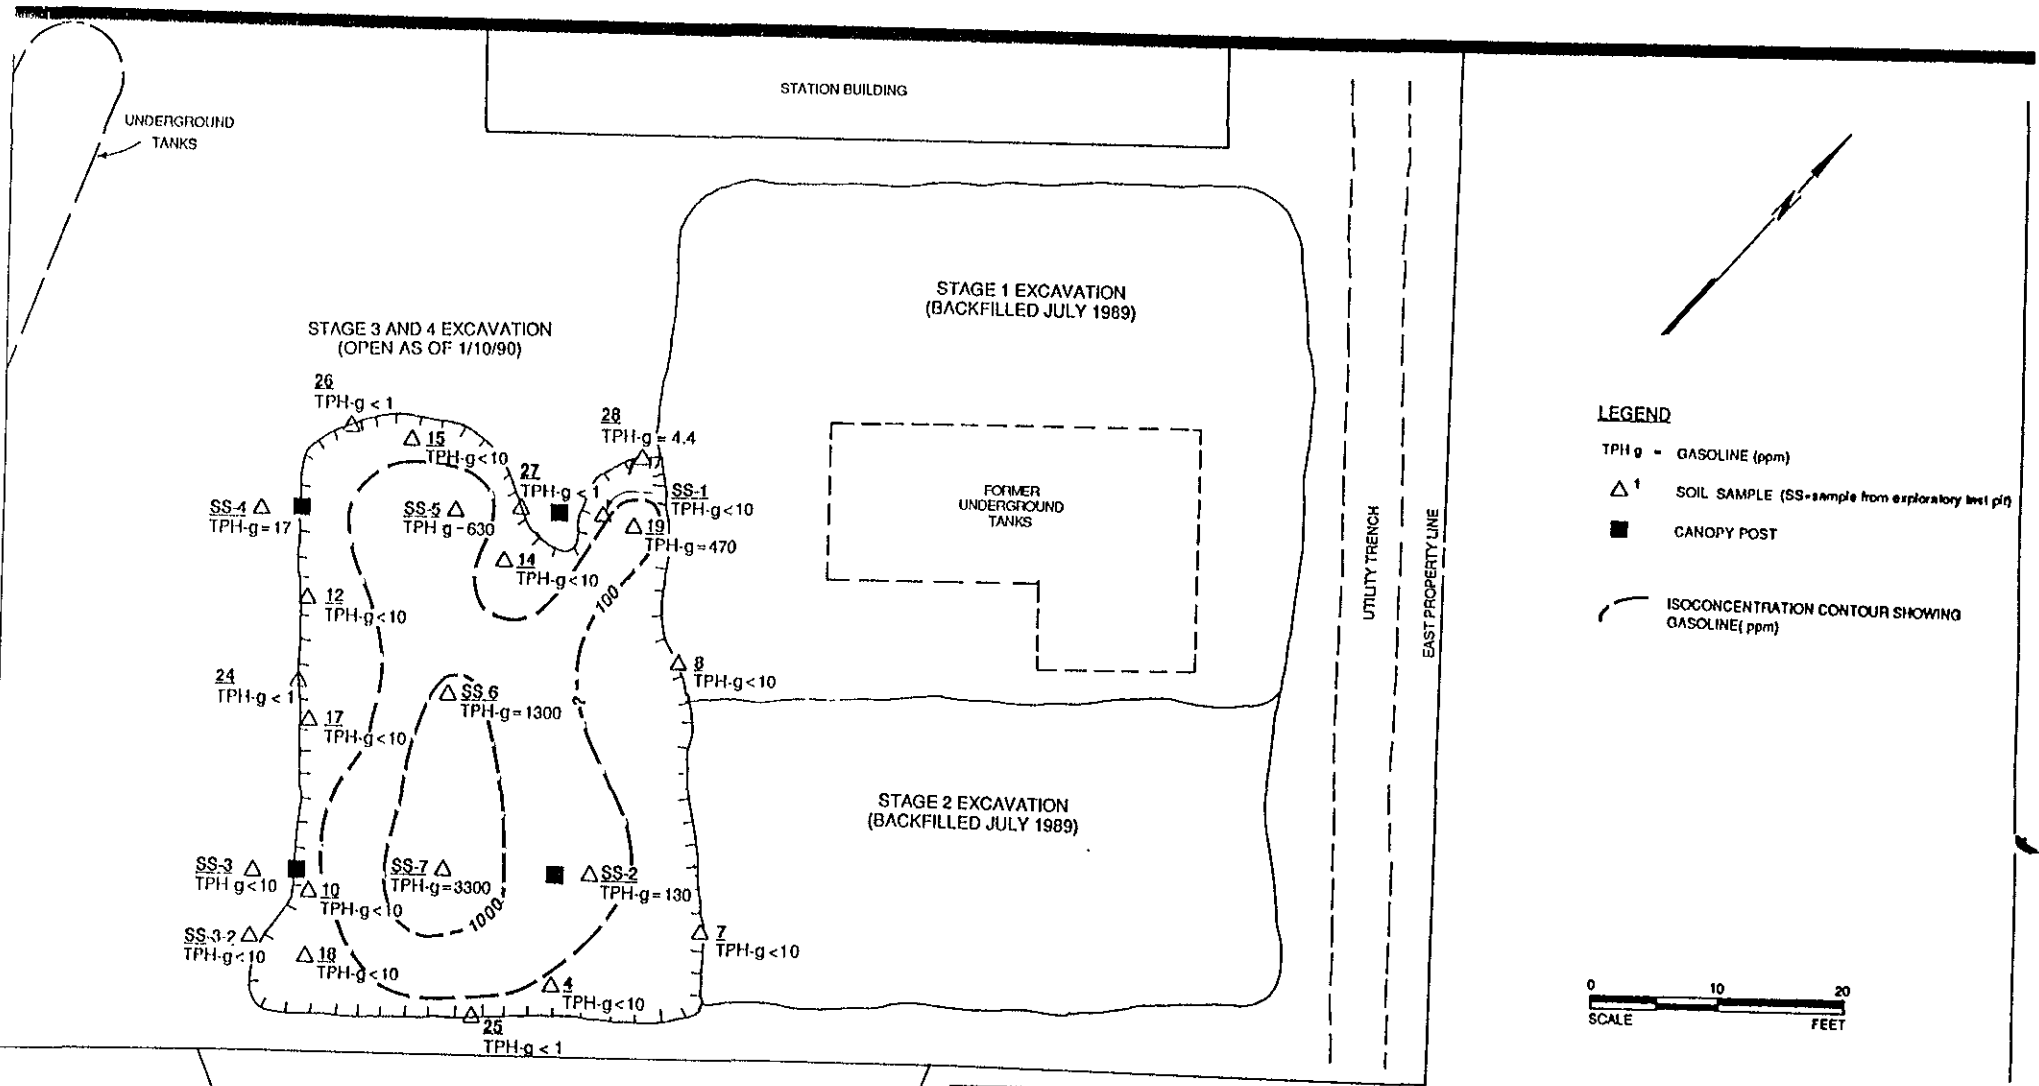 STATION BUILDING
UNDERGROUND
TANKS
STAGE 1 EXCAVATION
(BACKFILLED JULY 1989)
STAGE 3 AND 4 EXCAVATION
(OPEN AS OF 1/10/90)
26
TPH-g < 1
15
TPH-g<10
28
TPH-g = 4.4
27
TPH-g < 1
SS-1
TPH-g<10
SS-4
TPH-g = 17
SS-5
TPH g - 630
19
TPH-g = 470
14
TPH-g<10
100
12
TPH-g<10
FORMER
UNDERGROUND
TANKS
UTILITY TRENCH
EAST PROPERTY LINE
24
TPH-g < 1
17
TPH-g<10
SS 6
TPH-g = 1300
?
8
TPH-g<10
STAGE 2 EXCAVATION
(BACKFILLED JULY 1989)
SS-3
TPH g<10
10
TPH-g<10
SS-7
TPH-g=3300
1000
SS-2
TPH-g = 130
SS-3-2
TPH-g<10
18
TPH-g<10
7
TPH-g<10
4
TPH-g<10
25
TPH-g < 1
N
LEGEND
TPH g - GASOLINE (ppm)
1 SOIL SAMPLE (SS-sample from exploratory test pit)
CANOPY POST
ISOCONCENTRATION CONTOUR SHOWING
GASOLINE( ppm)
0 10 20
SCALE FEET